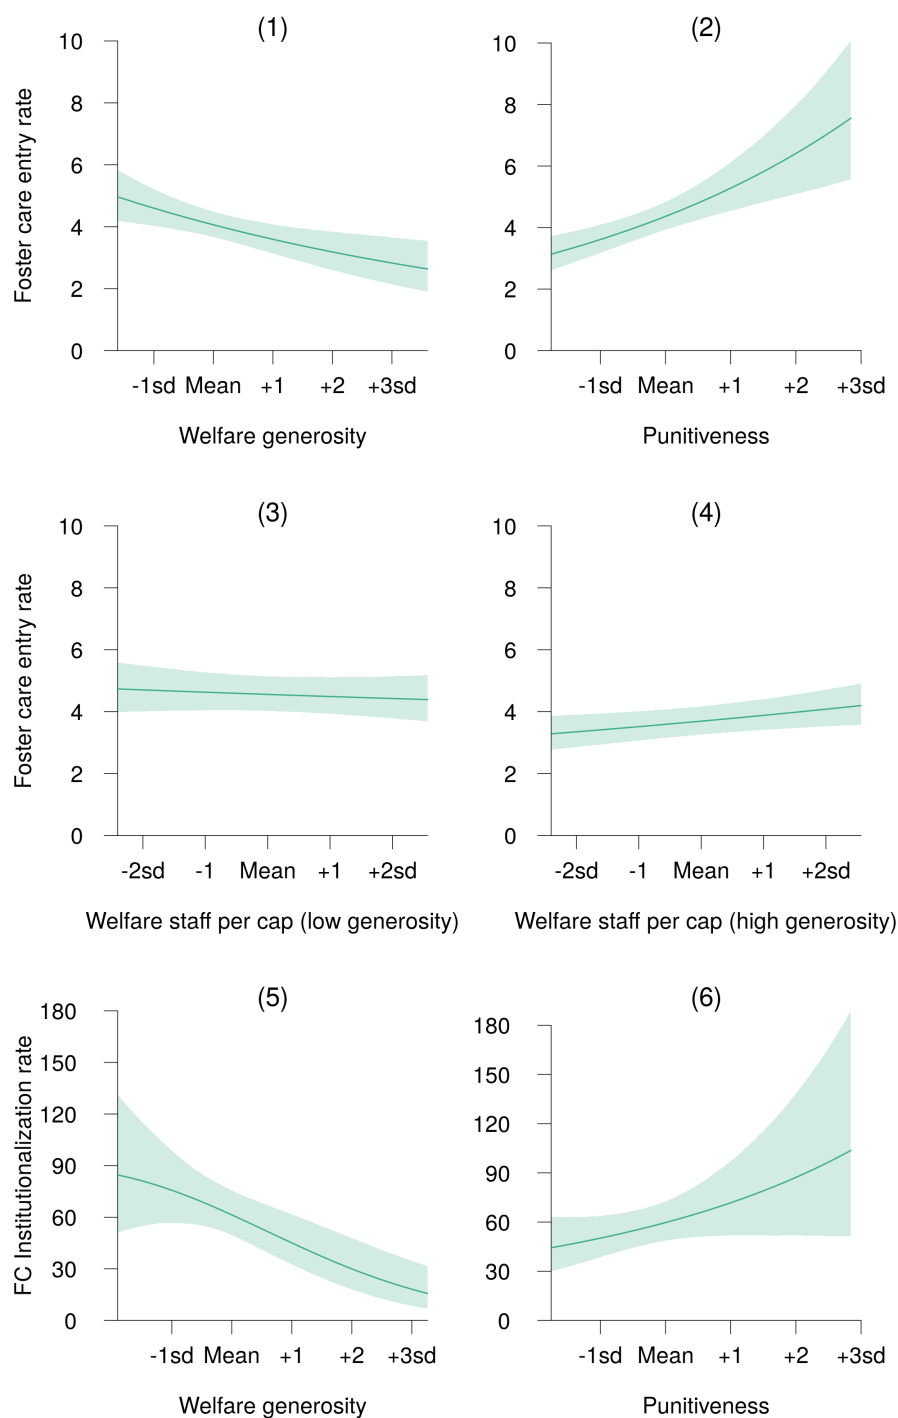 (1)
Foster care entry rate
10
8
6
4
2
0
-1sd Mean +1 +2 +3sd
Welfare generosity
(2)
10
8
6
4
2
0
-1sd Mean +1 +2 +3sd
Punitiveness
(3)
Foster care entry rate
10
8
6
4
2
0
-2sd -1 Mean +1 +2sd
Welfare staff per cap (low generosity)
(4)
10
8
6
4
2
0
-2sd -1 Mean +1 +2sd
Welfare staff per cap (high generosity)
(5)
FC Institutionalization rate
180
150
120
90
60
30
0
-1sd Mean +1 +2 +3sd
Welfare generosity
(6)
180
150
120
90
60
30
0
-1sd Mean +1 +2 +3sd
Punitiveness